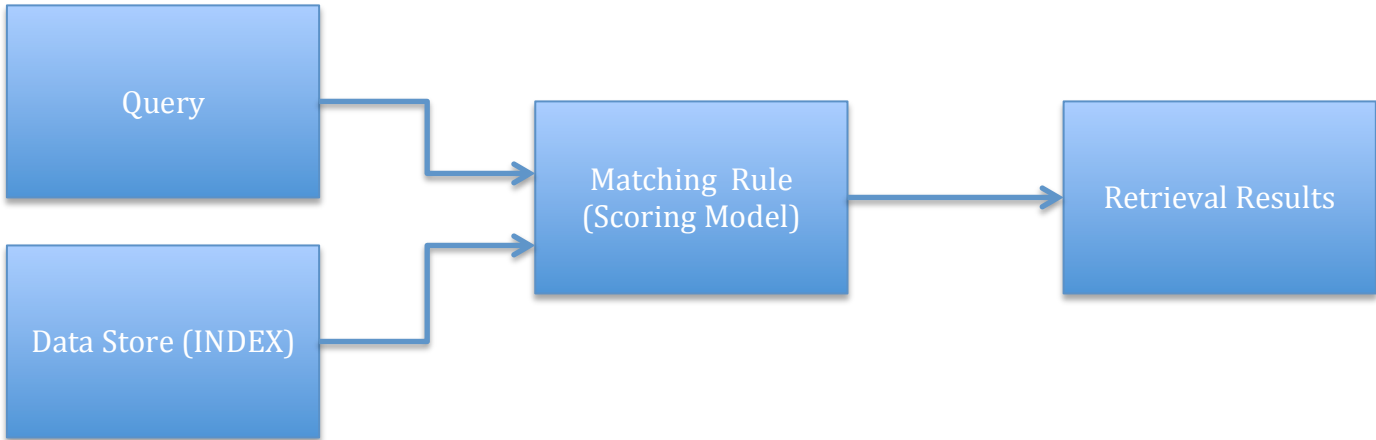 Query
Matching Rule
(Scoring Model)
Retrieval Results
Data Store (INDEX)